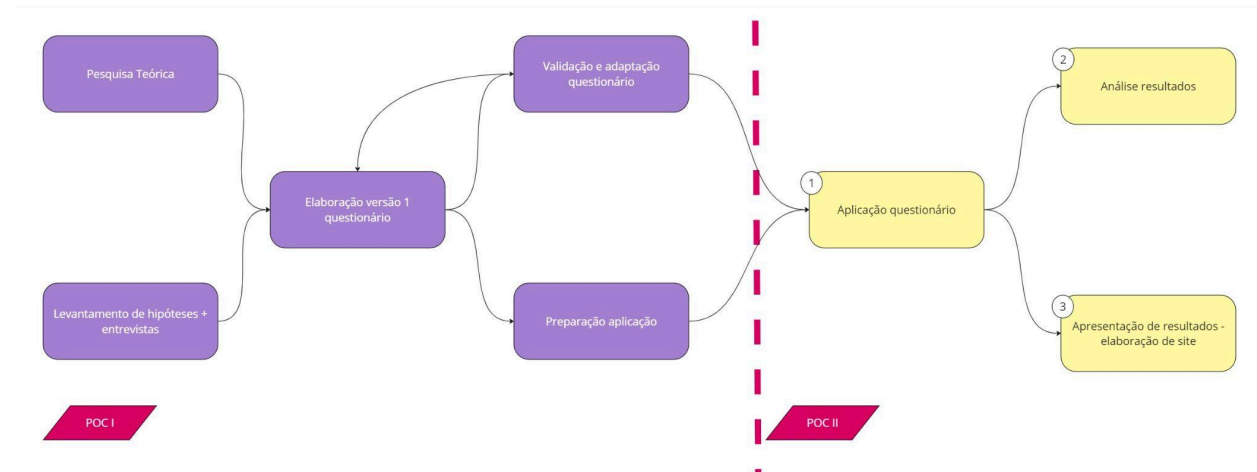 Pesquisa Teórica
Levantamento de hipóteses +
entrevistas
Elaboração versão 1
questionário
Validação e adaptação
questionário
Preparação aplicação
1
Aplicação questionário
2
Análise resultados
3
Apresentação de resultados -
elaboração de site
POC I
POC II